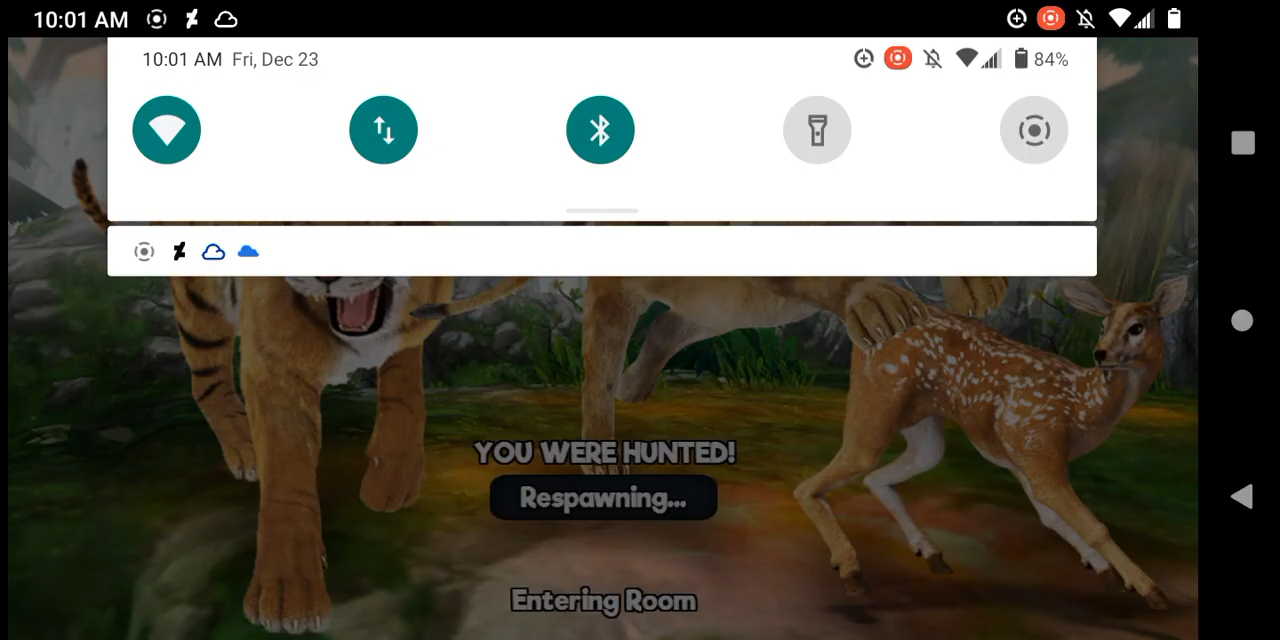 10:01 AM
10:01 AM Fri, Dec 23
84%
YOU WERE HUNTED!
Respawning...
Entering Room